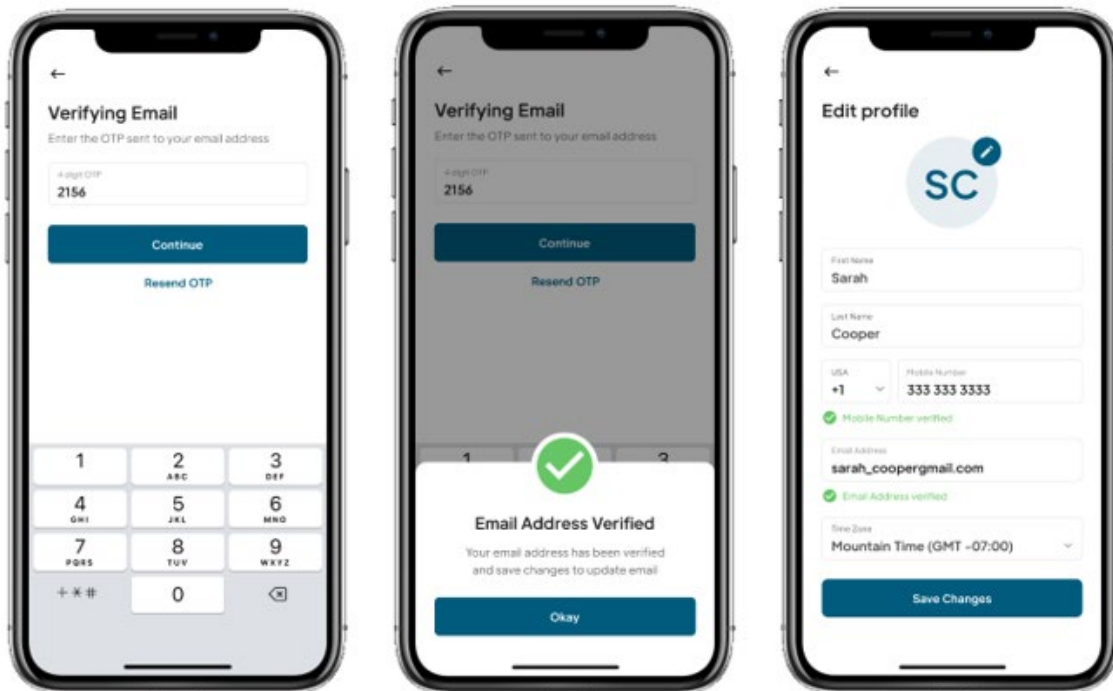 Verifying Email
Enter the OTP sent to your email address
4 digit OTP
2156
Continue
Resend OTP
1
2
ABC
3
DEF
4
GHI
5
JKL
6
MNO
7
PQRS
8
TUV
9
WXYZ
+ * #
0
Verifying Email
Enter the OTP sent to your email address
4 digit OTP
2156
Continue
Resend OTP
1
3
Email Address Verified
Your email address has been verified
and save changes to update email
Okay
Edit profile
SC
First Name
Sarah
Last Name
Cooper
USA
+1
Mobile Number
333 333 3333
Mobile Number verified
Email Address
sarah_coopergmail.com
Email Address verified
Time Zone
Mountain Time (GMT -07:00)
Save Changes